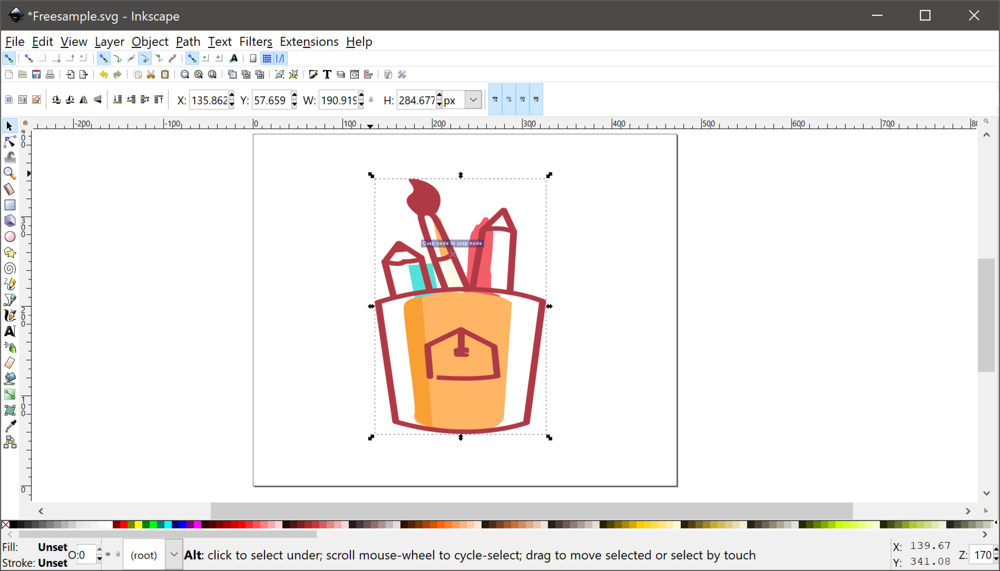 *Freesample.svg - Inkscape
File Edit View Layer Object Path Text Filters Extensions Help
X: 135.862 Y: 57.659 W: 190.919 H: 284.677 px
-200 -100 0 100 200 300 400 500 600 700
400
300
200
100
0
Cusp node to cusp node
Fill: Unset
Stroke: Unset
O:0
(root)
Alt: click to select under; scroll mouse-wheel to cycle-select; drag to move selected or select by touch
X: 139.67
Y: 341.08
Z: 170